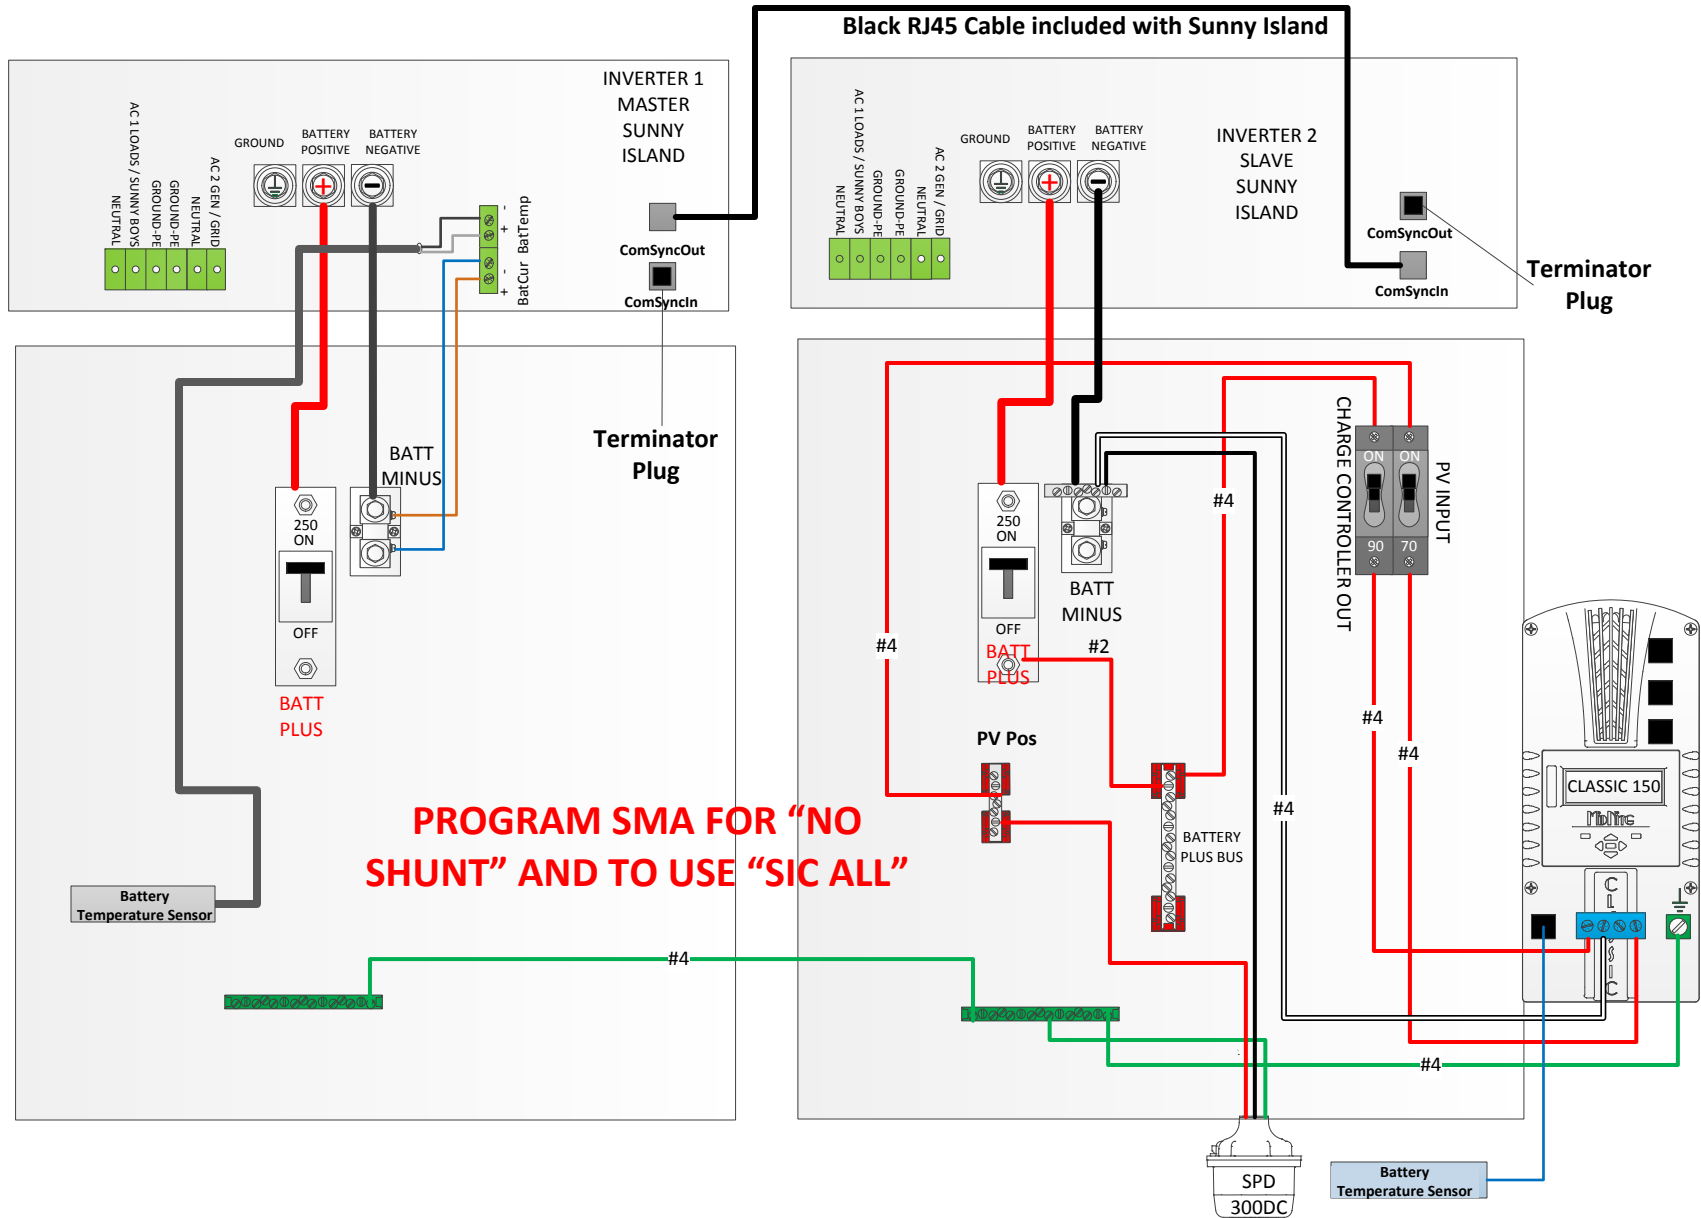 Black RJ45 Cable included with Sunny Island
INVERTER 1
MASTER
SUNNY
ISLAND
AC 1 LOADS / SUNNY BOYS
NEUTRAL
GROUND-PE
GROUND-PE
NEUTRAL
AC 2 GEN / GRID
GROUND
BATTERY
POSITIVE
BATTERY
NEGATIVE
- 
+ BatTemp
-
+ BatCur
ComSyncOut
ComSyncIn
Terminator
Plug
INVERTER 2
SLAVE
SUNNY
ISLAND
AC 1 LOADS / SUNNY BOYS
NEUTRAL
GROUND-PE
GROUND-PE
NEUTRAL
AC 2 GEN / GRID
GROUND
BATTERY
POSITIVE
BATTERY
NEGATIVE
ComSyncOut
ComSyncIn
Terminator
Plug
BATT
MINUS
250
ON
OFF
BATT
PLUS
Battery
Temperature Sensor
PROGRAM SMA FOR “NO
SHUNT” AND TO USE “SIC ALL”
#4
250
ON
OFF
BATT
PLUS
BATT
MINUS
#2
#4
#4
PV Pos
BATTERY
PLUS BUS
CHARGE CONTROLLER OUT
ON
90
ON
70
PV INPUT
#4
#4
#4
#4
CLASSIC 150
MidNite
CLASSIC
SPD
300DC
Battery
Temperature Sensor